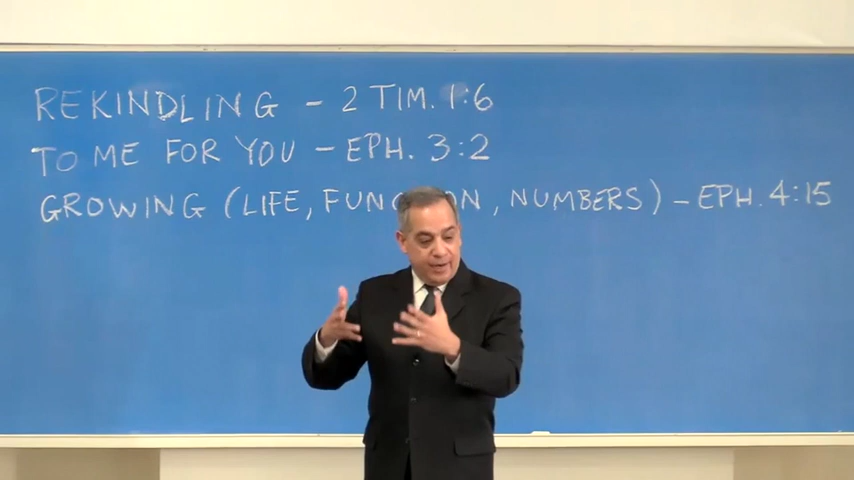 REKINDLING - 2 TIM. 1:6
TO ME FOR YOU - EPH. 3:2
GROWING (LIFE, , NUMBERS) - EPH. 4:15